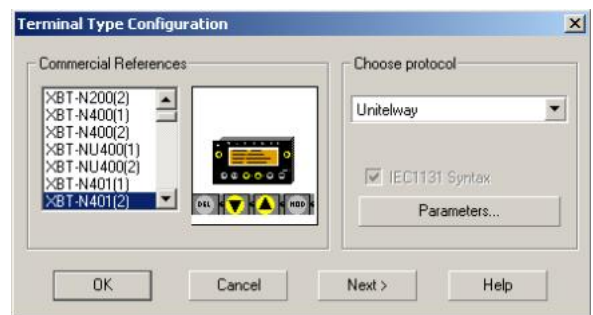 Terminal Type Configuration
Commercial References
XBT-N200(2)
XBT-N400(1)
XBT-N400(2)
XBT-NU400(1)
XBT-NU400(2)
XBT-N401(1)
XBT-N401(2)
DEL
MOD
Choose protocol
Unitelway
IEC1131 Syntax
Parameters...
OK
Cancel
Next >
Help